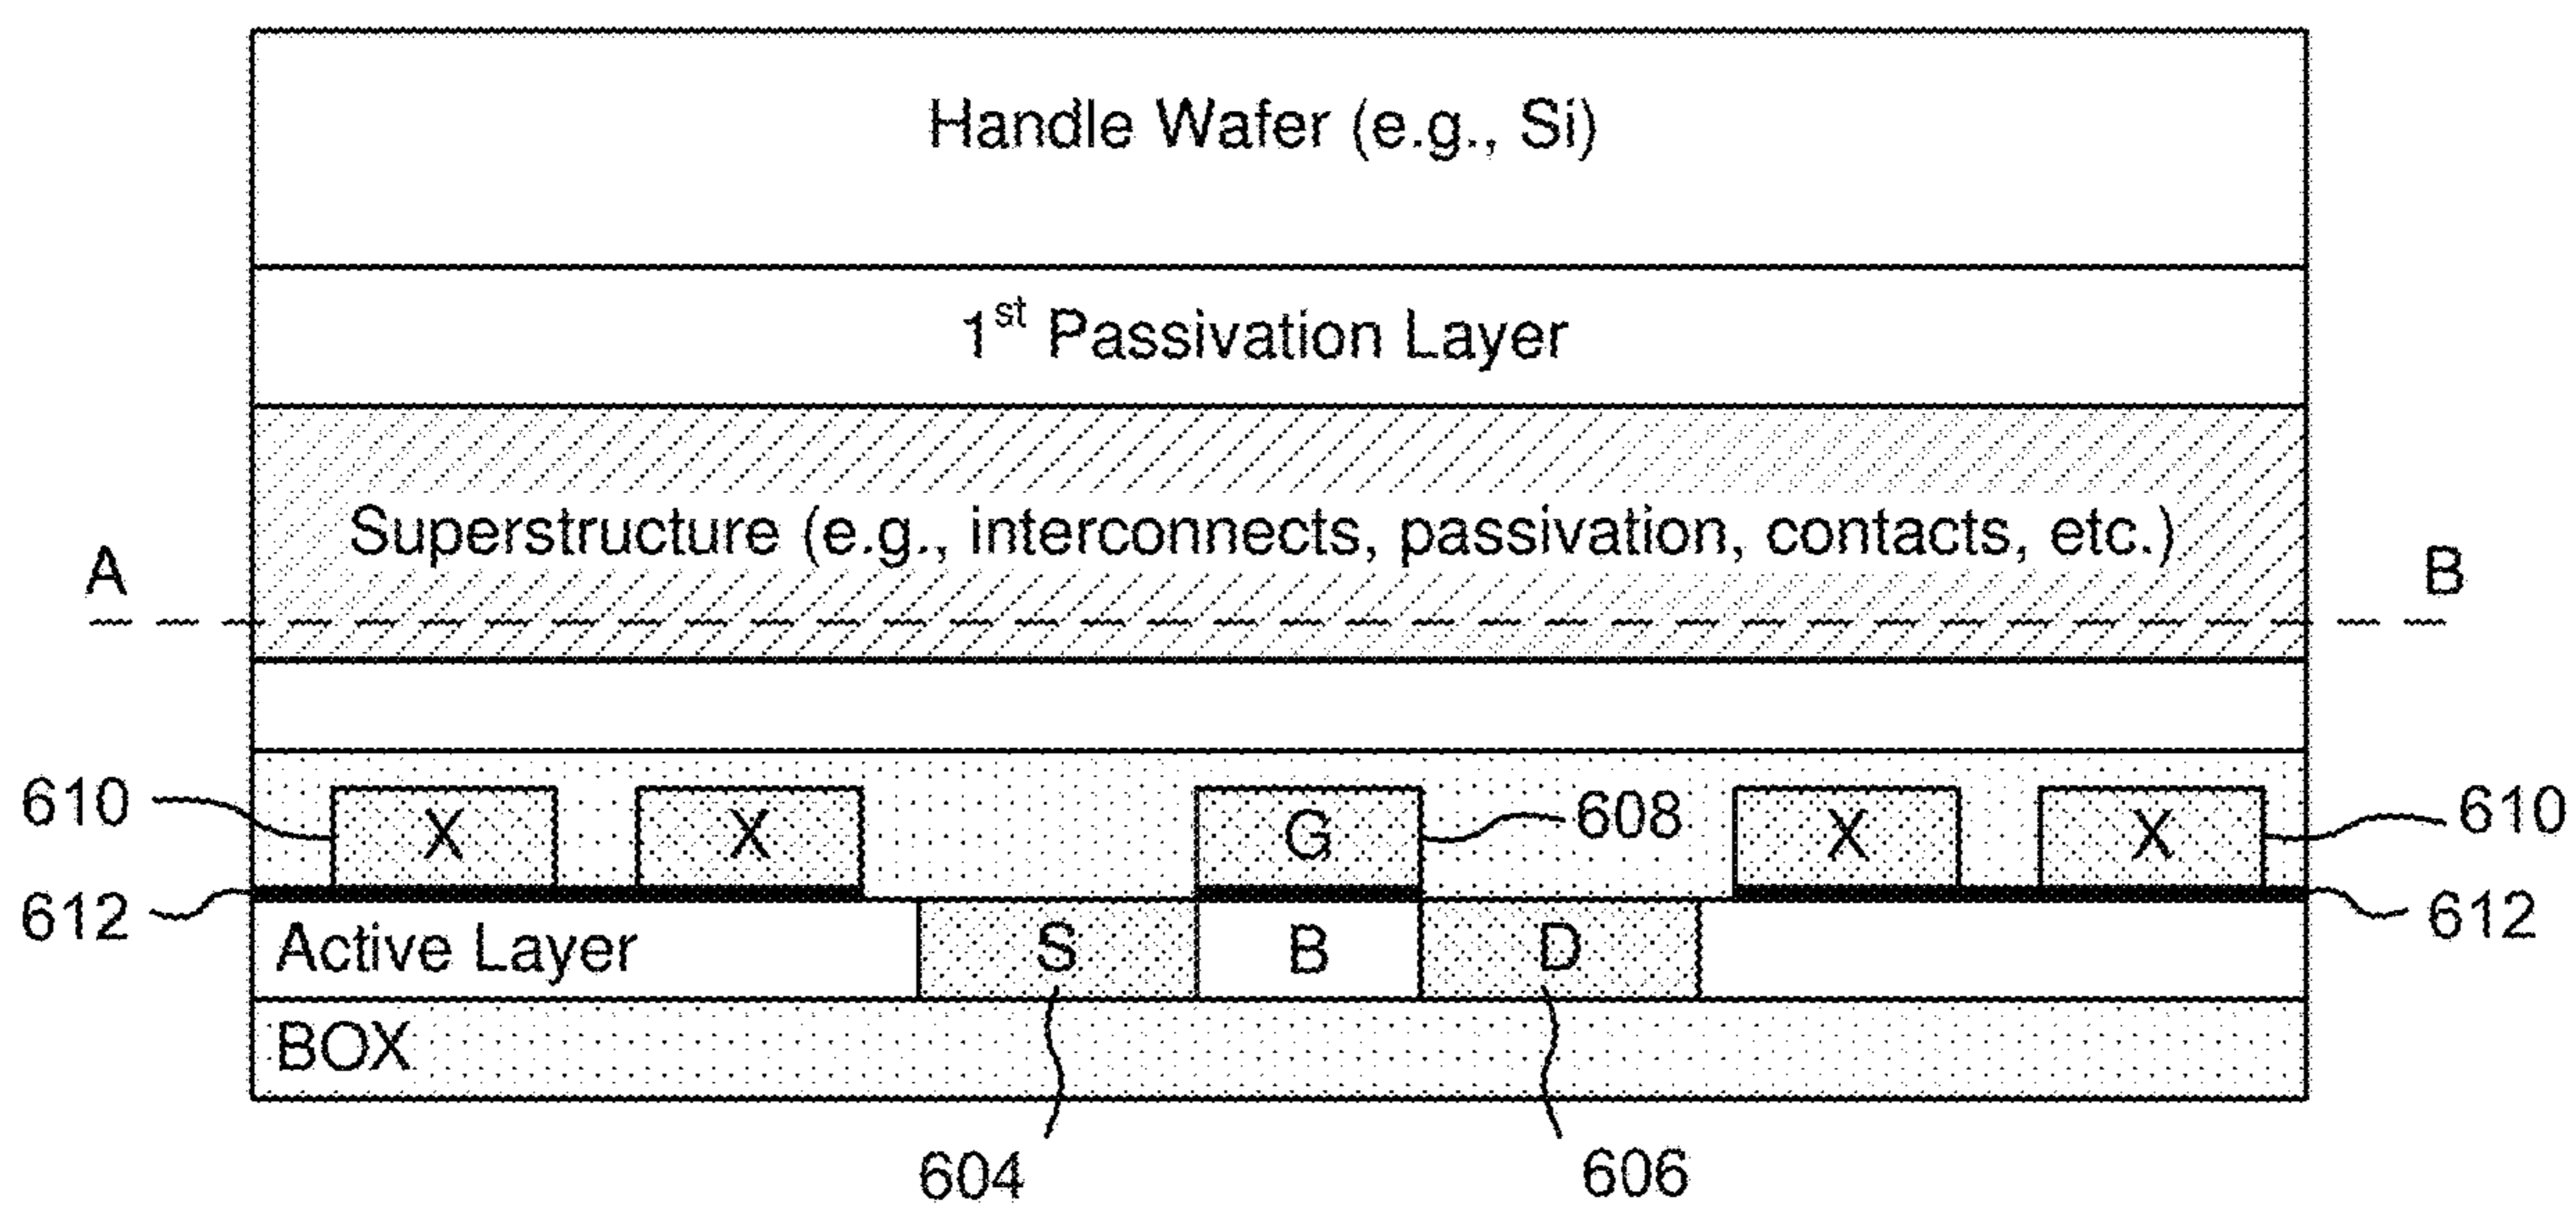 Handle Wafer (e.g., Si)
1st Passivation Layer
Superstructure (e.g., interconnects, passivation, contacts, etc.)
A
B
610
X
X
G
608
X
X
610
612
612
Active Layer
S
B
D
BOX
604
606